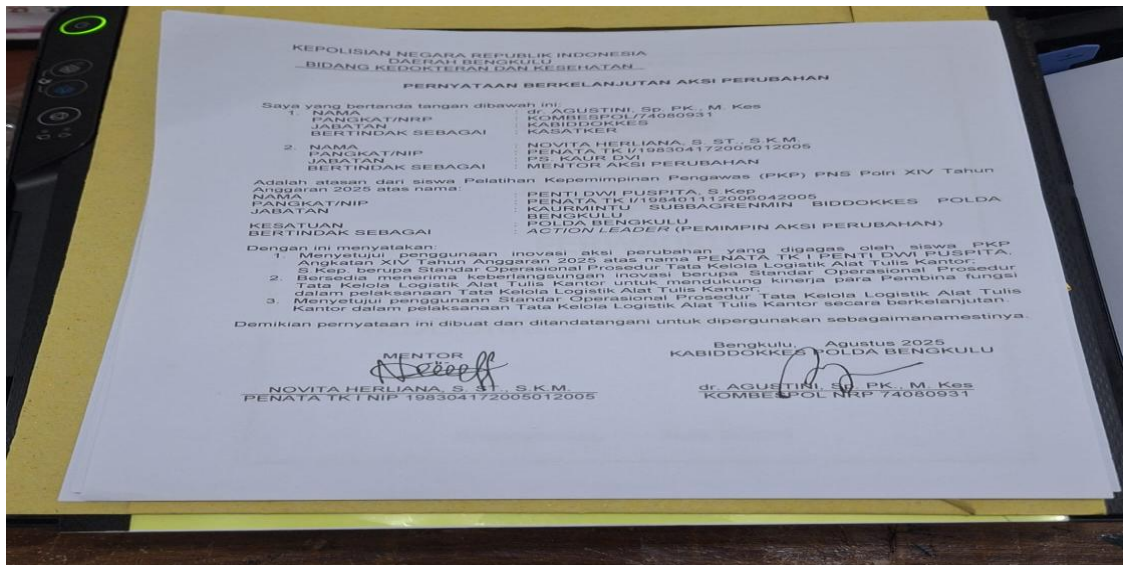 KEPOLISIAN NEGARA REPUBLIK INDONESIA
DAERAH BENGKULU
BIDANG KEDOKTERAN DAN KESEHATAN
PERNYATAAN BERKELANJUTAN AKSI PERUBAHAN
Saya yang bertanda tangan dibawah ini:
1. NAMA : dr. AGUSTINI, Sp. PK., M. Kes
PANGKAT/NRP : KOMBESPOL/74080931
JABATAN : KABIDDOKKES
BERTINDAK SEBAGAI : KASATKER
2. NAMA : NOVITA HERLIANA, S. ST., S.K.M.
PANGKAT/NIP : PENATA TK I/198304172005012005
JABATAN : PS. KAUR DVI
BERTINDAK SEBAGAI : MENTOR AKSI PERUBAHAN
Adalah atasan dari siswa Pelatihan Kepemimpinan Pengawas (PKP) PNS Polri XIV Tahun
Anggaran 2025 atas nama:
NAMA : PENTI DWI PUSPITA, S.Kep
PANGKAT/NIP : PENATA TK I/198401112006042005
JABATAN : KAURMINTU SUBBAGRENMIN BIDDOKKES POLDA
BENGKULU
KESATUAN : POLDA BENGKULU
BERTINDAK SEBAGAI : ACTION LEADER (PEMIMPIN AKSI PERUBAHAN)
Dengan ini menyatakan:
1. Menyetujui penggunaan inovasi aksi perubahan yang digagas oleh siswa PKP
Angkatan XIV Tahun Anggaran 2025 atas nama PENATA TK I PENTI DWI PUSPITA,
S.Kep. berupa Standar Operasional Prosedur Tata Kelola Logistik Alat Tulis Kantor;
2. Bersedia menerima keberlangsungan inovasi berupa Standar Operasional Prosedur
Tata Kelola Logistik Alat Tulis Kantor untuk mendukung kinerja para Pembina fungsi
dalam pelaksanaan Tata Kelola Logistik Alat Tulis Kantor;
3. Menyetujui penggunaan Standar Operasional Prosedur Tata Kelola Logistik Alat Tulis
Kantor dalam pelaksanaan Tata Kelola Logistik Alat Tulis Kantor secara berkelanjutan.
Demikian pernyataan ini dibuat dan ditandatangani untuk dipergunakan sebagaimanamestinya.
Bengkulu, Agustus 2025
MENTOR
KABIDDOKKES POLDA BENGKULU
NOVITA HERLIANA, S. ST., S.K.M.
PENATA TK I NIP 198304172005012005
dr. AGUSTINI, Sp. PK., M. Kes
KOMBESPOL NRP 74080931